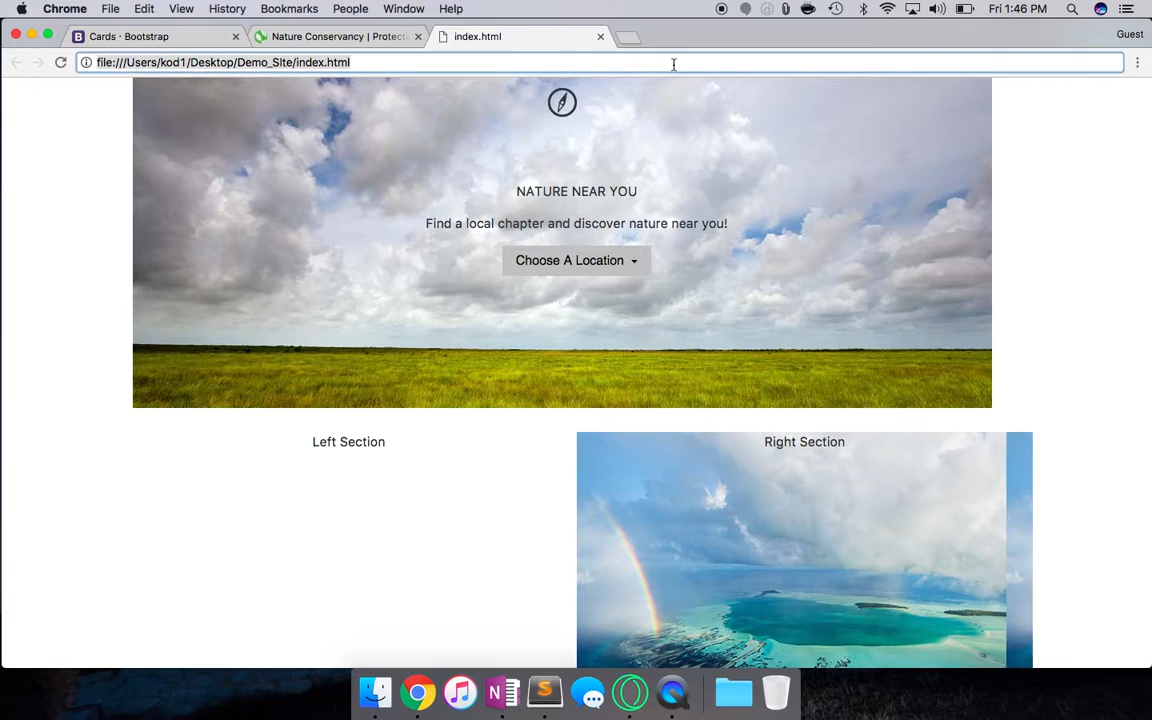 Chrome File Edit View History Bookmarks People Window Help Fri 1:46 PM
Cards · Bootstrap
Nature Conservancy | Protectin
index.html
Guest
file:///Users/kod1/Desktop/Demo_SIte/index.html
NATURE NEAR YOU
Find a local chapter and discover nature near you!
Choose A Location
Left Section
Right Section